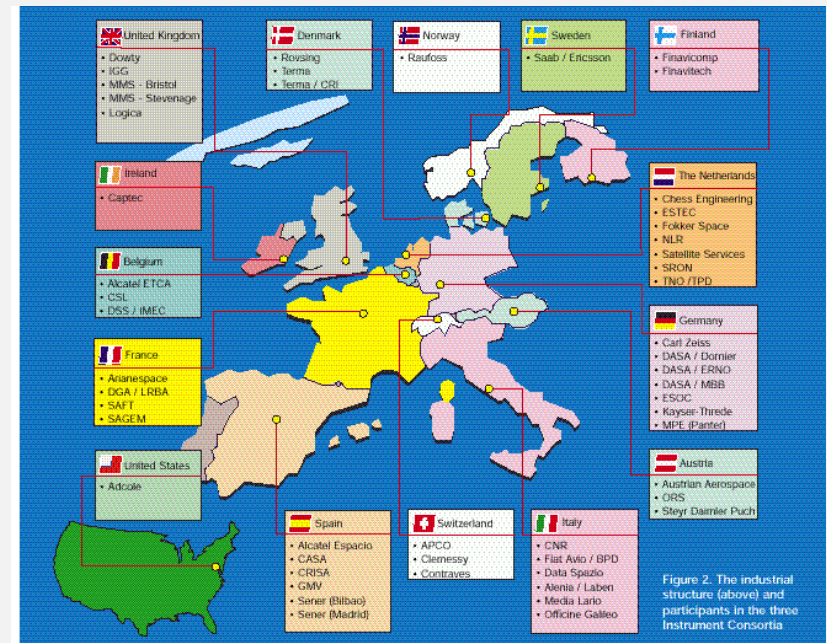 United Kingdom
• Dowty
• IGG
• MMS - Bristol
• MMS - Stevenage
• Logica
Denmark
• Rovsing
• Terma
• Terma / CRI
Norway
• Raufoss
Sweden
• Saab / Ericsson
Finland
• Finavicomp
• Finavitech
Ireland
• Captec
The Netherlands
• Chess Engineering
• ESTEC
• Fokker Space
• NLR
• Satellite Services
• SRON
• TNO /TPD
Belgium
• Alcatel ETCA
• CSL
• DSS / IMEC
Germany
• Carl Zeiss
• DASA / Dornier
• DASA / ERNO
• DASA / MBB
• ESOC
• Kayser-Threde
• MPE (Panter)
France
• Arianespace
• DGA / LRBA
• SAFT
• SAGEM
United States
• Adcole
Austria
• Austrian Aerospace
• ORS
• Steyr Daimler Puch
Spain
• Alcatel Espacio
• CASA
• CRISA
• GMV
• Sener (Bilbao)
• Sener (Madrid)
Switzerland
• APCO
• Clemessy
• Contraves
Italy
• CNR
• Fiat Avio / BPD
• Data Spazio
• Alenia / Laben
• Media Lario
• Officine Galileo
Figure 2. The industrial
structure (above) and
participants in the three
Instrument Consortia